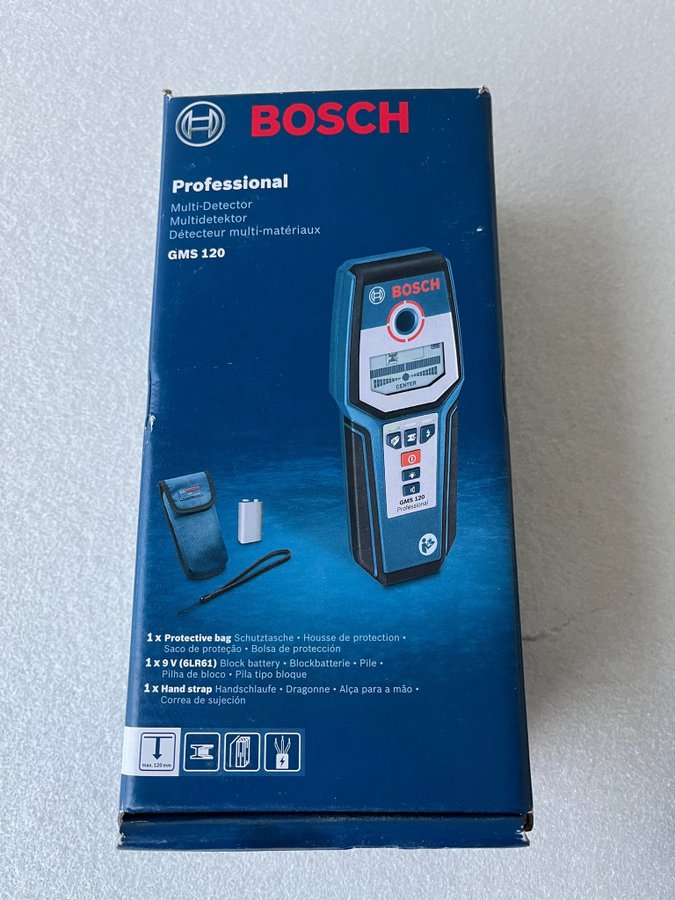 BOSCH
Professional
Multi-Detector
Multidetektor
Détecteur multi-matériaux
GMS 120
BOSCH
CENTER
GMS 120
Professional
BOSCH
1 x Protective bag Schutztasche • Housse de protection •
Saco de proteção • Bolsa de protección
1 x 9 V (6LR61) Block battery • Blockbatterie • Pile •
Pilha de bloco • Pila tipo bloque
1 x Hand strap Handschlaufe • Dragonne • Alça para a mão •
Correa de sujeción
max. 120 mm